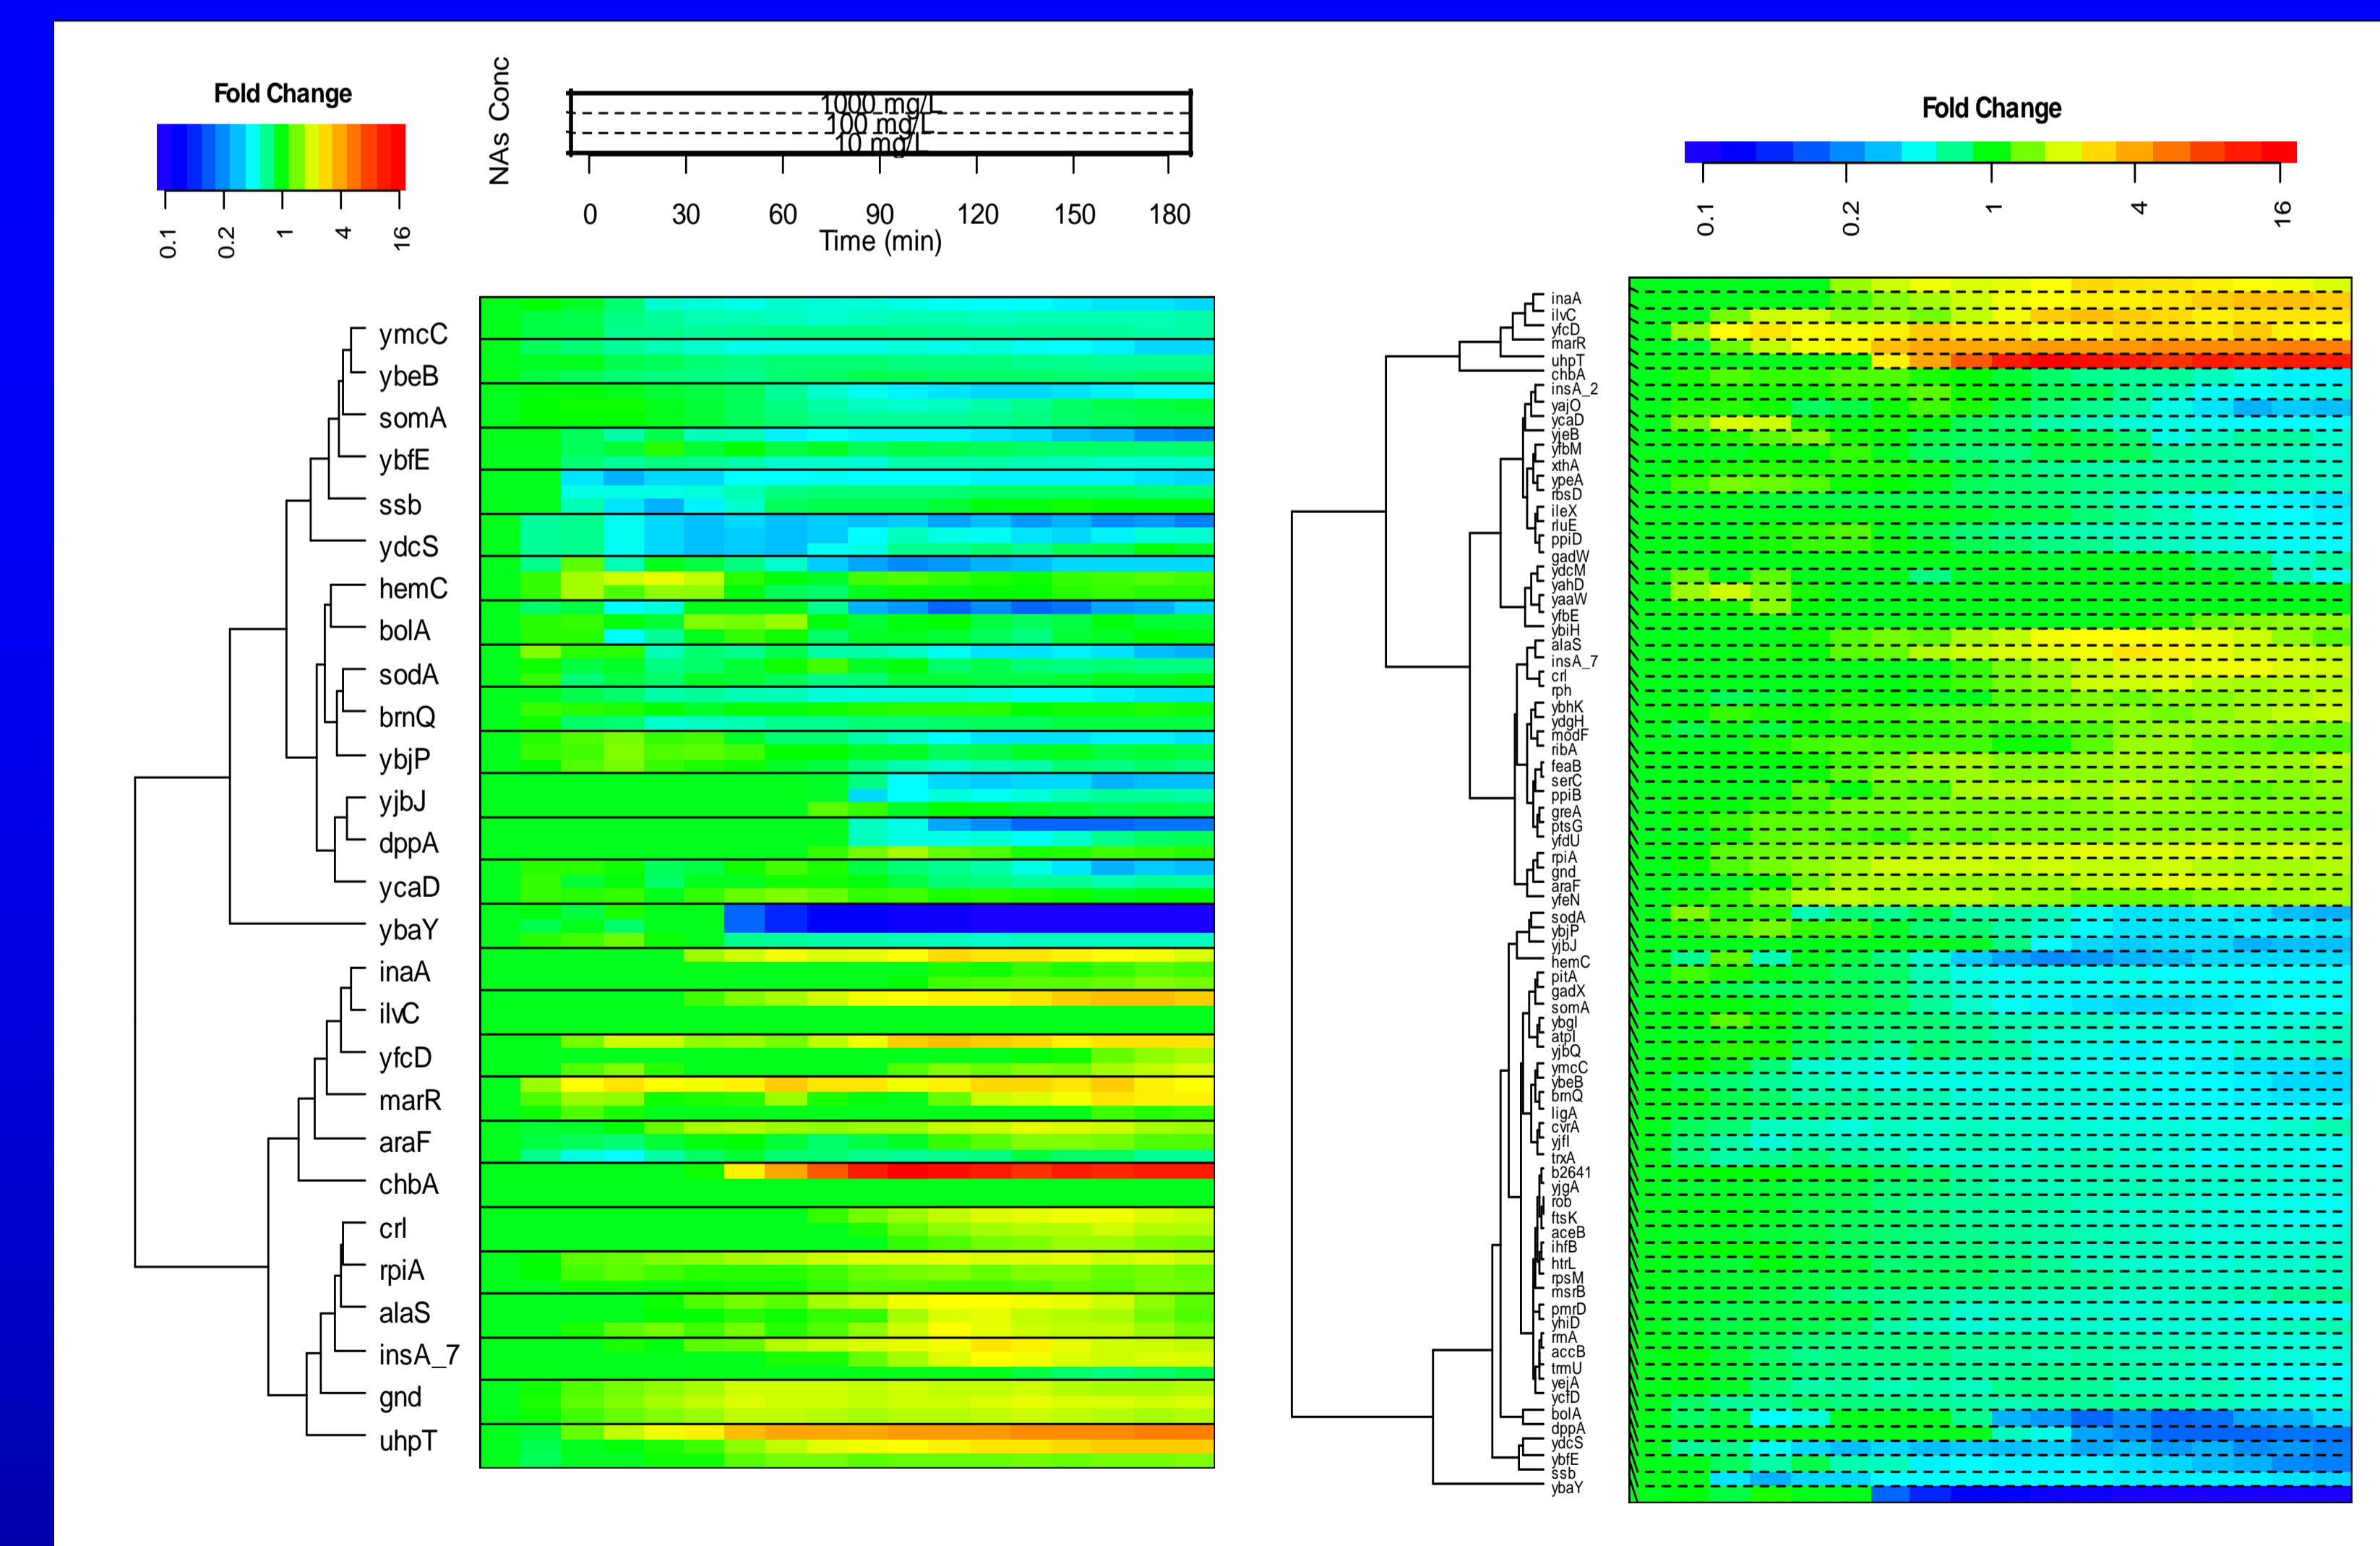 Fold Change
0.1
0.2
1
4
16
NAs Conc
1000 mg/L
100 mg/L
10 mg/L
0 30 60 90 120 150 180
Time (min)
ymcC
ybeB
somA
ybfE
ssb
ydcS
hemC
bolA
sodA
brnQ
ybjP
yjbJ
dppA
ycaD
ybaY
inaA
ilvC
yfcD
marR
araF
chbA
crl
rpiA
alaS
insA_7
gnd
uhpT
Fold Change
0.1
0.2
1
4
16
inaA
ilvC
yfcD
marR
uhpT
chbA
insA_2
yajO
ycaD
yjeB
yfbM
xthA
ypeA
rbsD
ileX
rluE
ppiD
gadW
ydcM
yahD
yaaW
yfbE
ybiH
alaS
insA_7
crl
rph
ybhK
ydgH
modF
ribA
feaB
serC
ppiB
greA
ptsG
yfdU
rpiA
gnd
araF
yfeN
sodA
ybjP
yjbJ
hemC
pitA
gadX
somA
ybgI
atpI
yjbQ
ymcC
ybeB
brnQ
ligA
cvrA
yjfI
trxA
b2641
yjgA
rob
ftsK
aceB
ihfB
htrL
rpsM
msrB
pmrD
yhiD
rrnA
accB
trmU
yejA
ycfD
bolA
dppA
ydcS
ybfE
ssb
ybaY